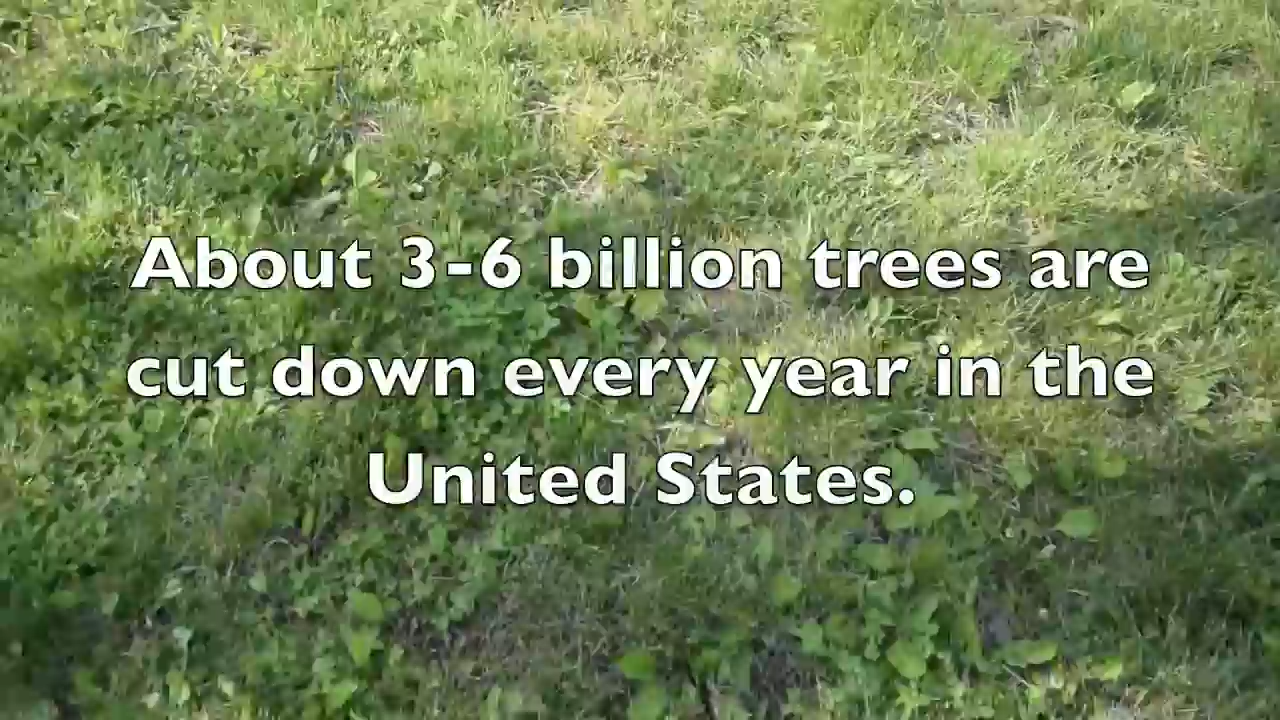 About 3-6 billion trees are
cut down every year in the
United States.